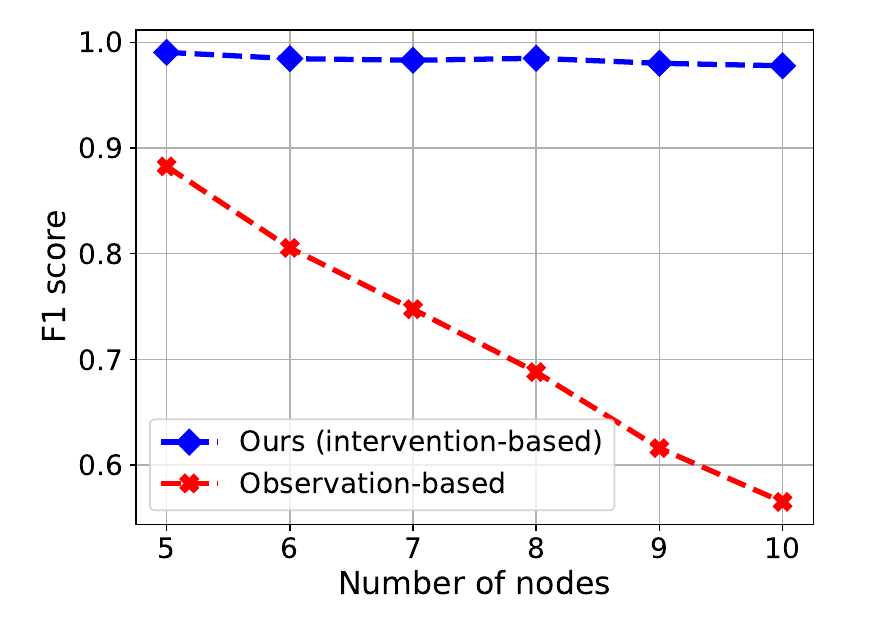 1.0
0.9
0.8
0.7
0.6
F1 score
Ours (intervention-based)
Observation-based
5 6 7 8 9 10
Number of nodes